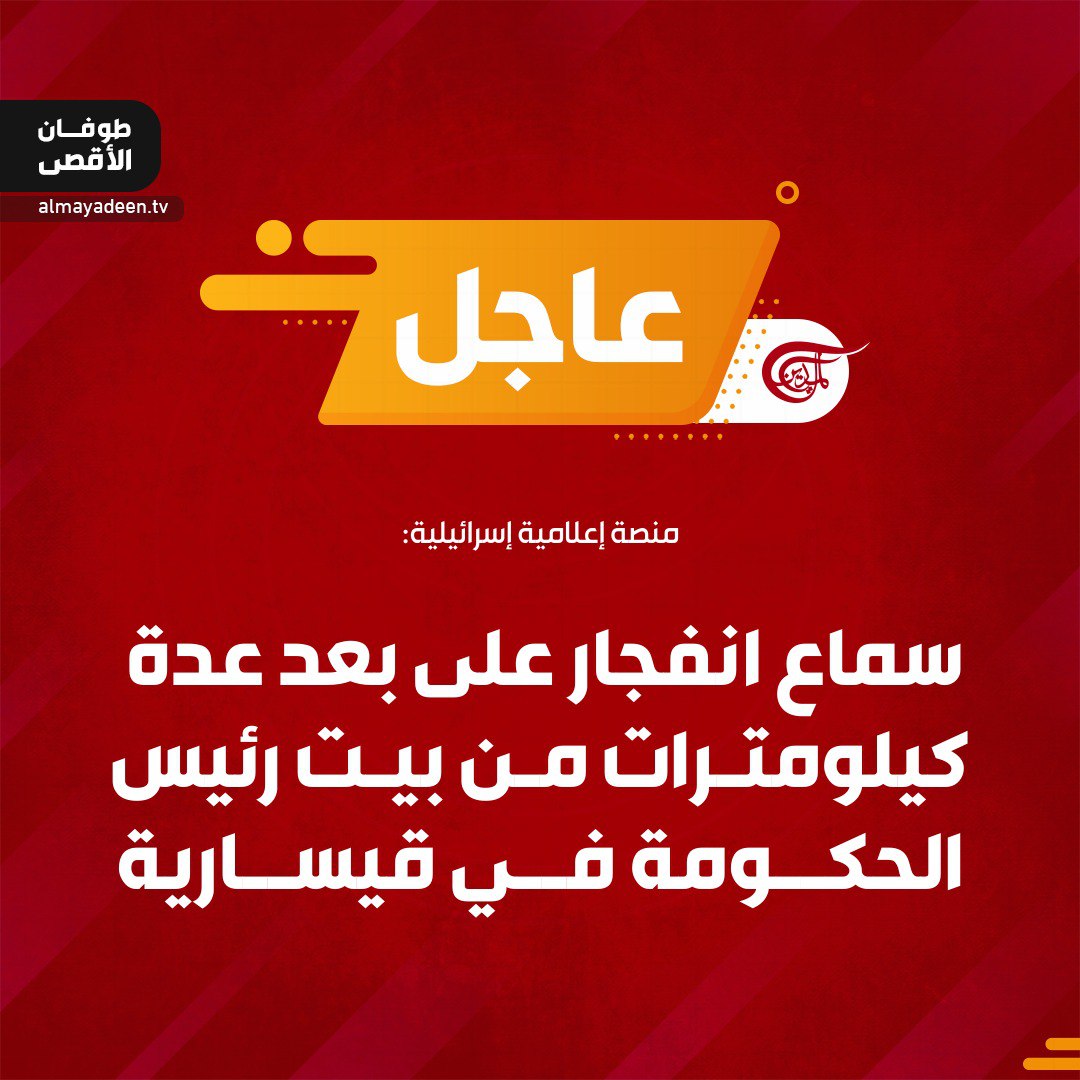 طوفان
الأقصى
almayadeen.tv
عاجل
الميادين
منصة إعلامية إسرائيلية:
سماع انفجار على بعد عدة
كيلومترات من بيت رئيس
الحكومة في قيسارية